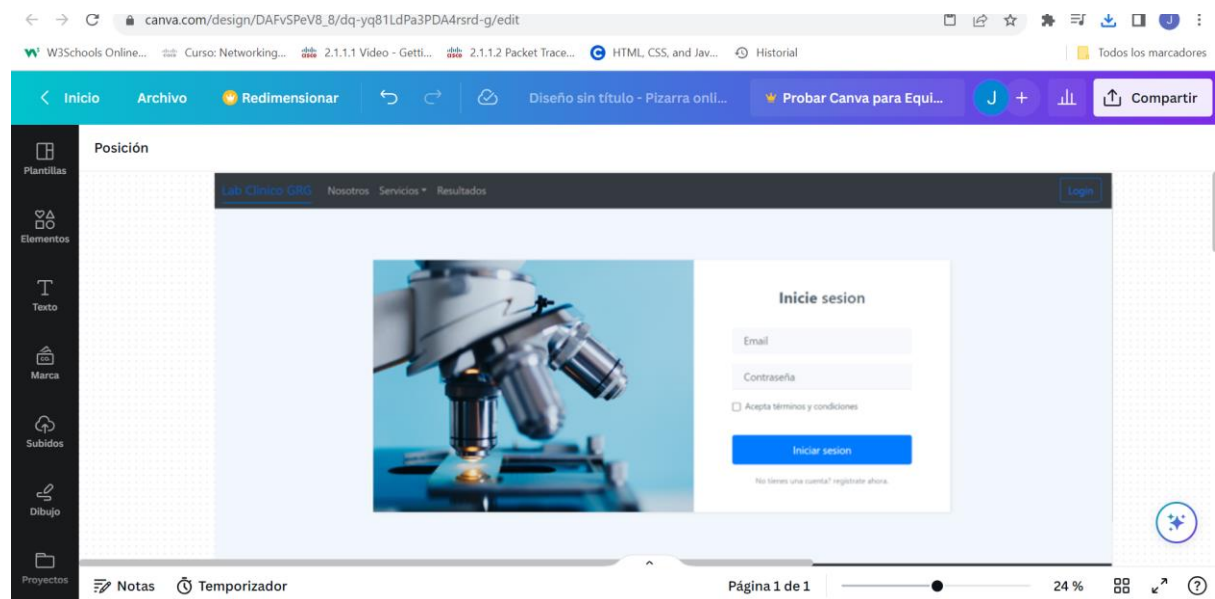 canva.com/design/DAFvSPeV8_8/dq-yq81LdPa3PDA4rsrd-g/edit
W3Schools Online... Curso: Networking... 2.1.1.1 Video - Getti... 2.1.1.2 Packet Trace... HTML, CSS, and Jav... Historial Todos los marcadores
Inicio Archivo Redimensionar Diseño sin título - Pizarra onli... Probar Canva para Equi... J + Compartir
Posición
Plantillas
Elementos
Texto
Marca
Subidos
Dibujo
Proyectos
Lab Clinico GRG Nosotros Servicios Resultados Login
Inicie sesion
Email
Contraseña
Acepta términos y condiciones
Iniciar sesion
No tienes una cuenta? registrate ahora.
Notas Temporizador Página 1 de 1 24 %